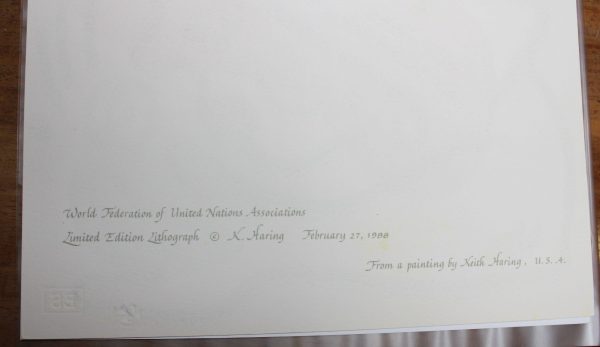 World Federation of United Nations Associations
Limited Edition Lithograph © K. Haring February 27, 1988
From a painting by Keith Haring, U.S.A.